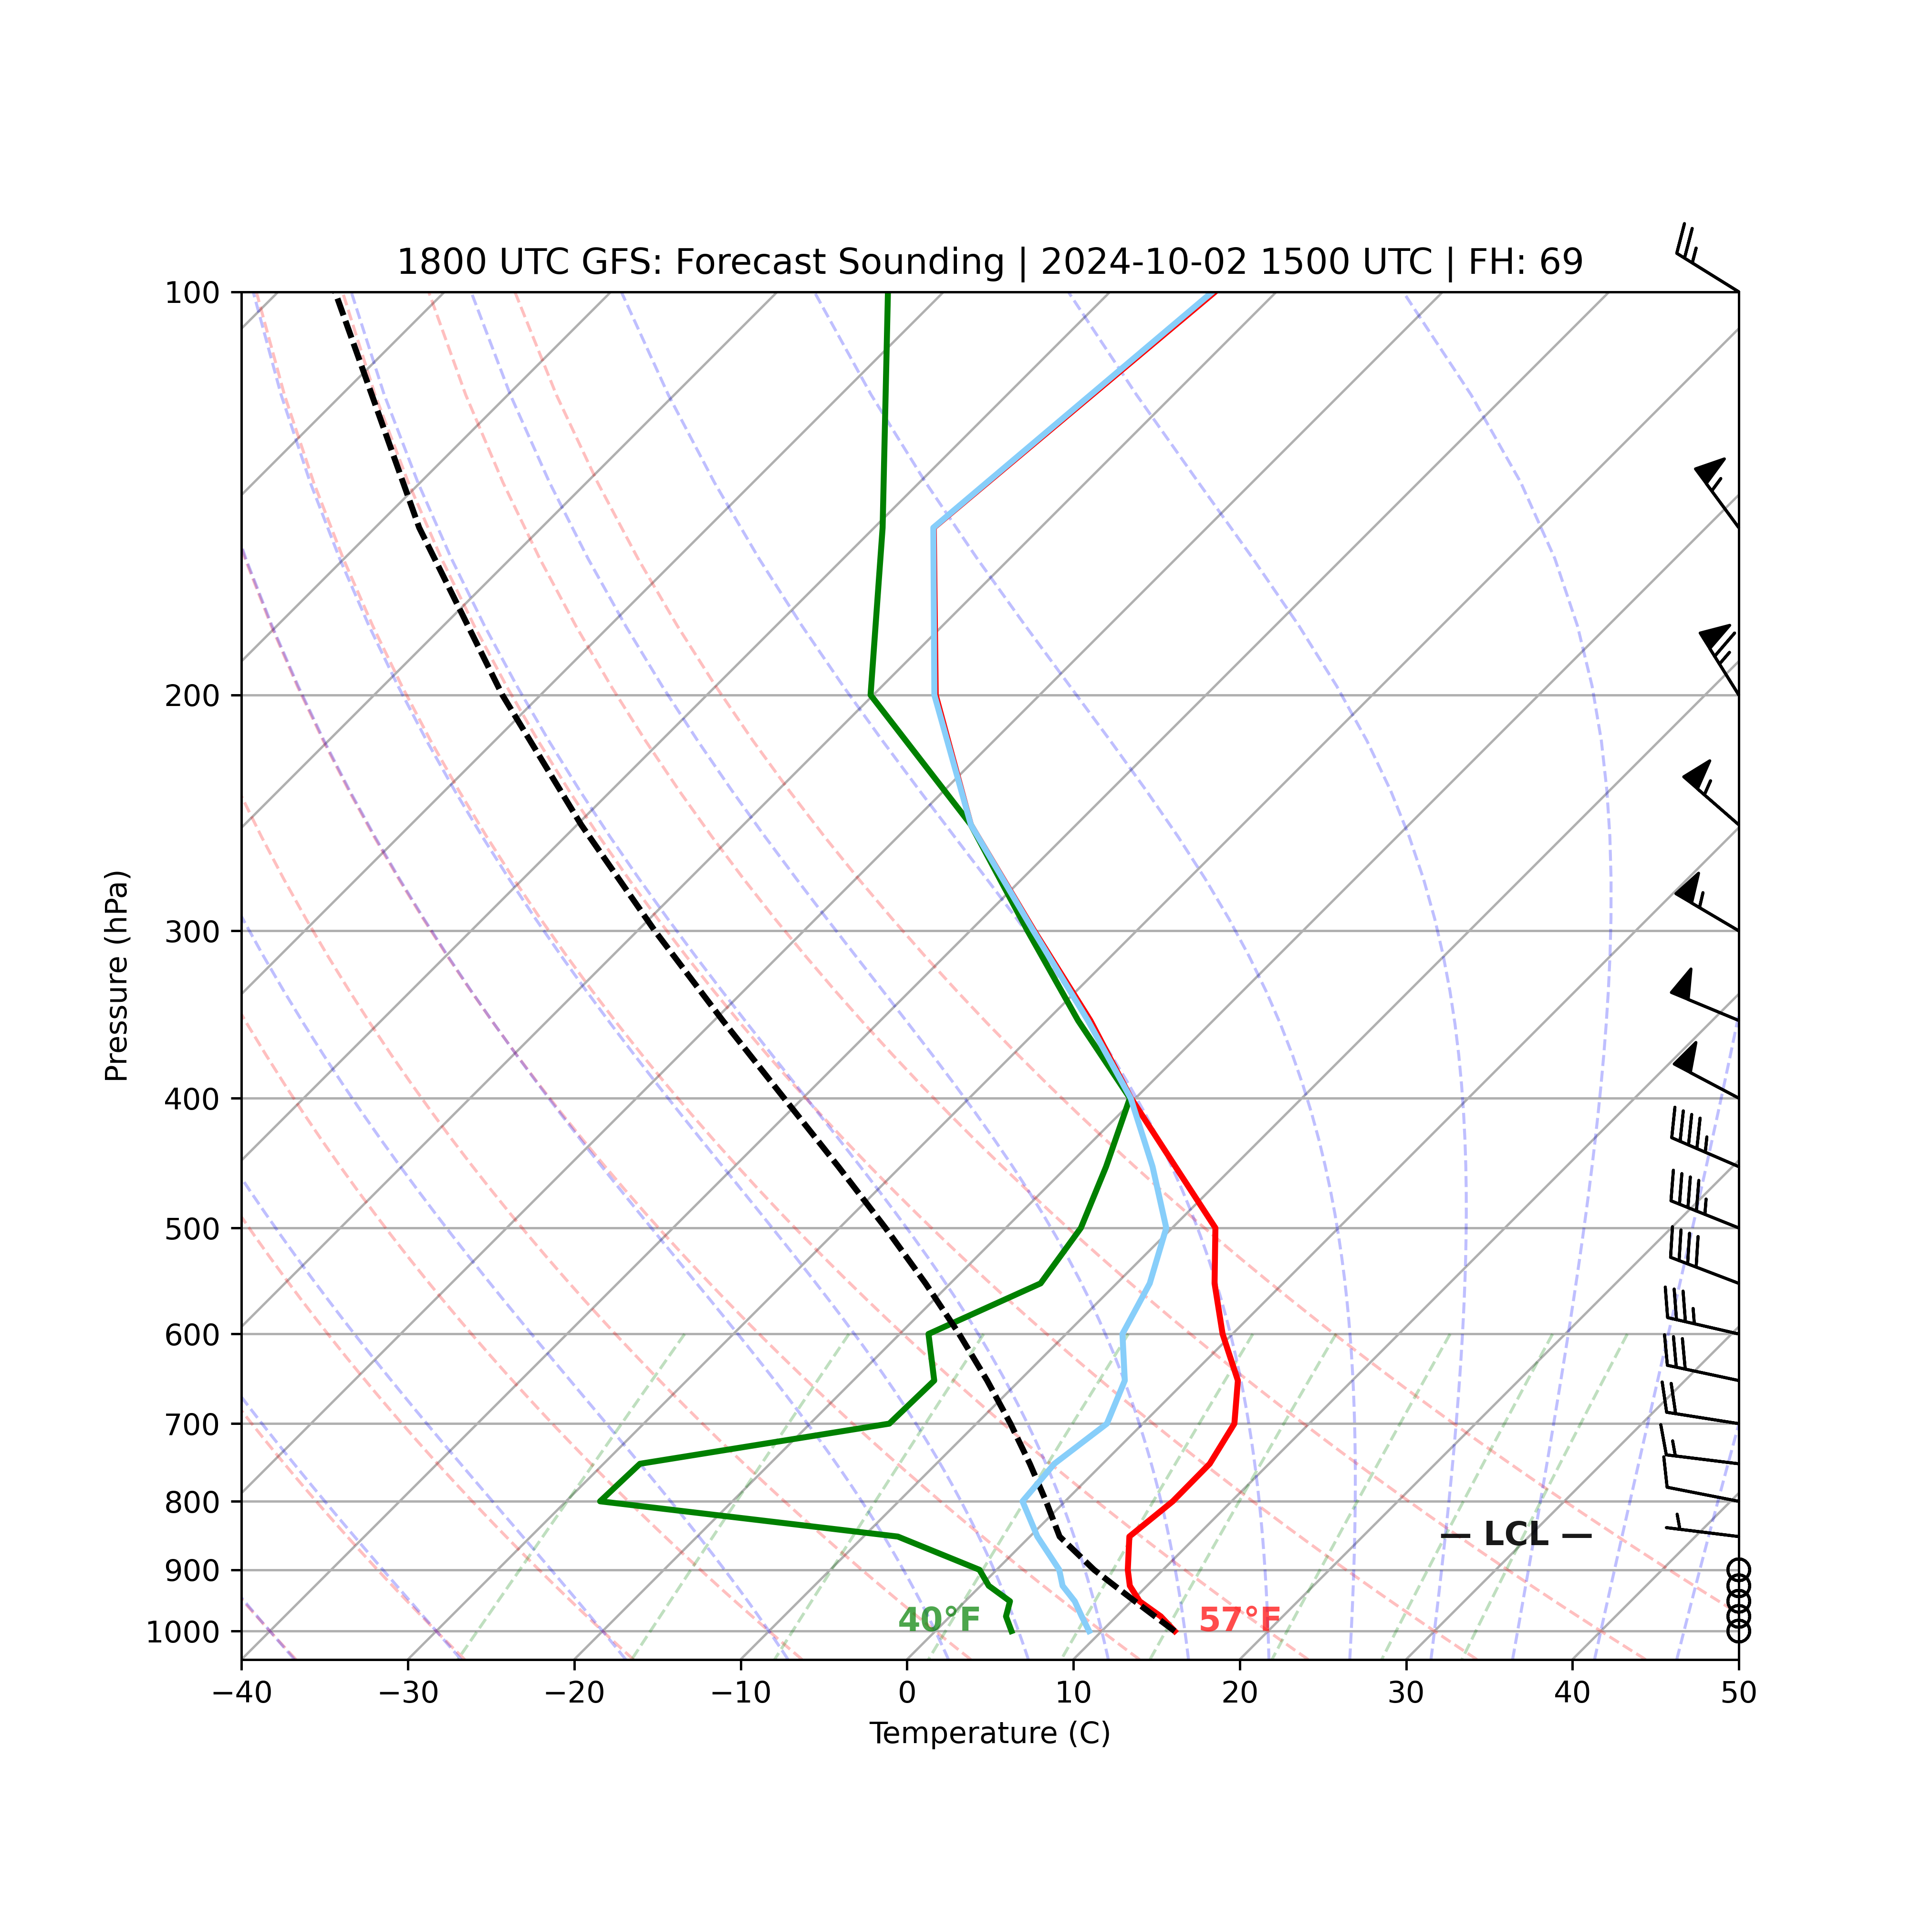 1800 UTC GFS: Forecast Sounding | 2024-10-02 1500 UTC | FH: 69
100
200
300
400
500
600
700
800
900
1000
Pressure (hPa)
— LCL —
40°F
57°F
−40 −30 −20 −10 0 10 20 30 40 50
Temperature (C)